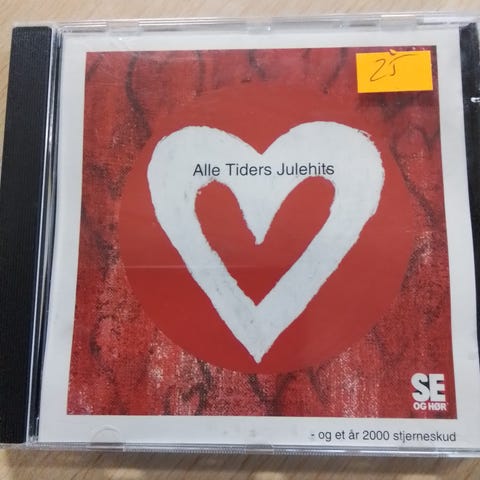 25
Alle Tiders Julehits
SE
OG HØR
- og et år 2000 stjerneskud